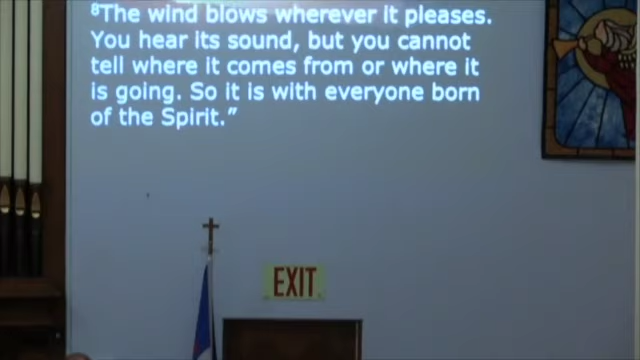 ⁸The wind blows wherever it pleases.
You hear its sound, but you cannot
tell where it comes from or where it
is going. So it is with everyone born
of the Spirit.”
EXIT